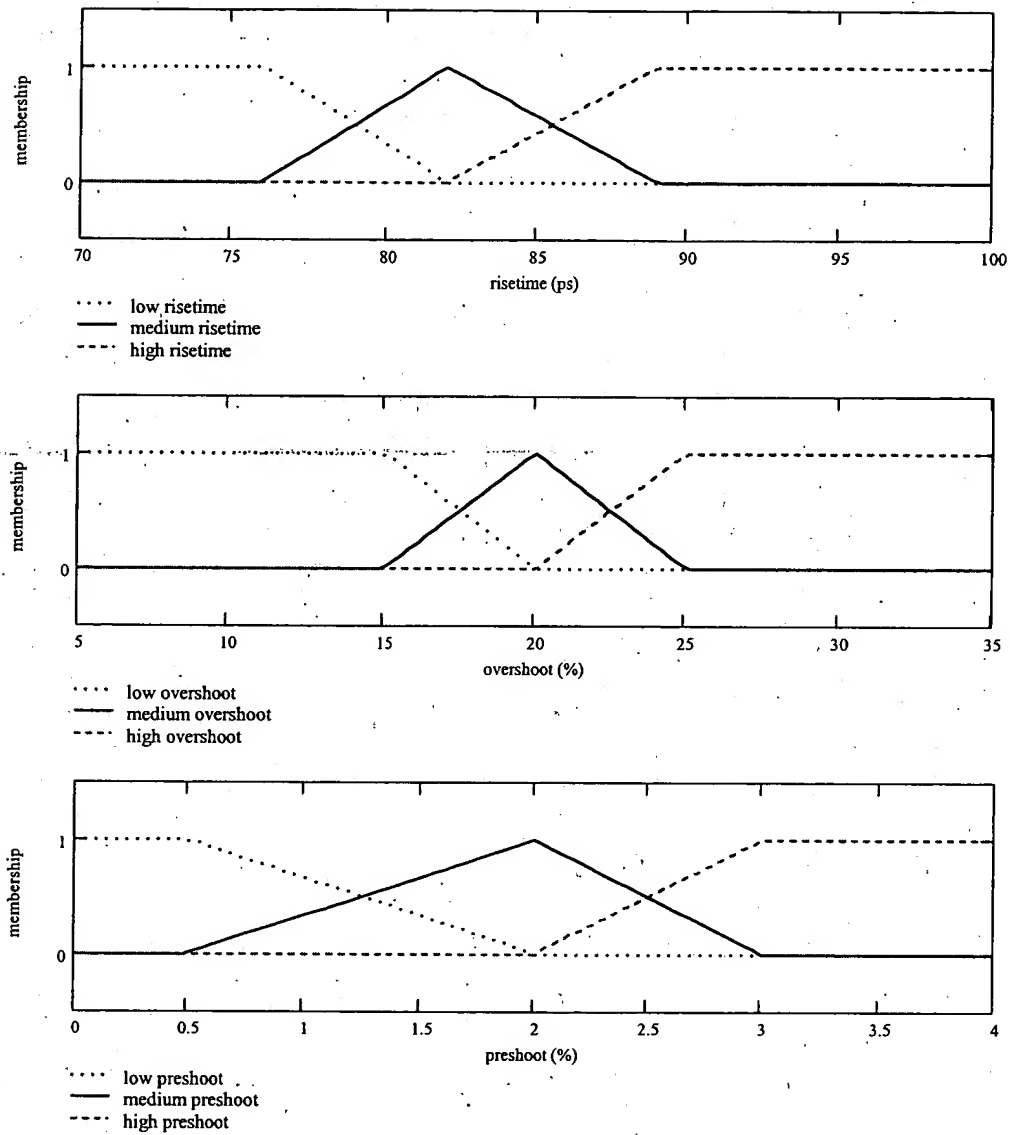 membership
1
0
70 75 80 85 90 95 100
risetime (ps)
low risetime
medium risetime
high risetime
membership
1
0
5 10 15 20 25 30 35
overshoot (%)
low overshoot
medium overshoot
high overshoot
membership
1
0
0 0.5 1 1.5 2 2.5 3 3.5 4
preshoot (%)
low preshoot
medium preshoot
high preshoot